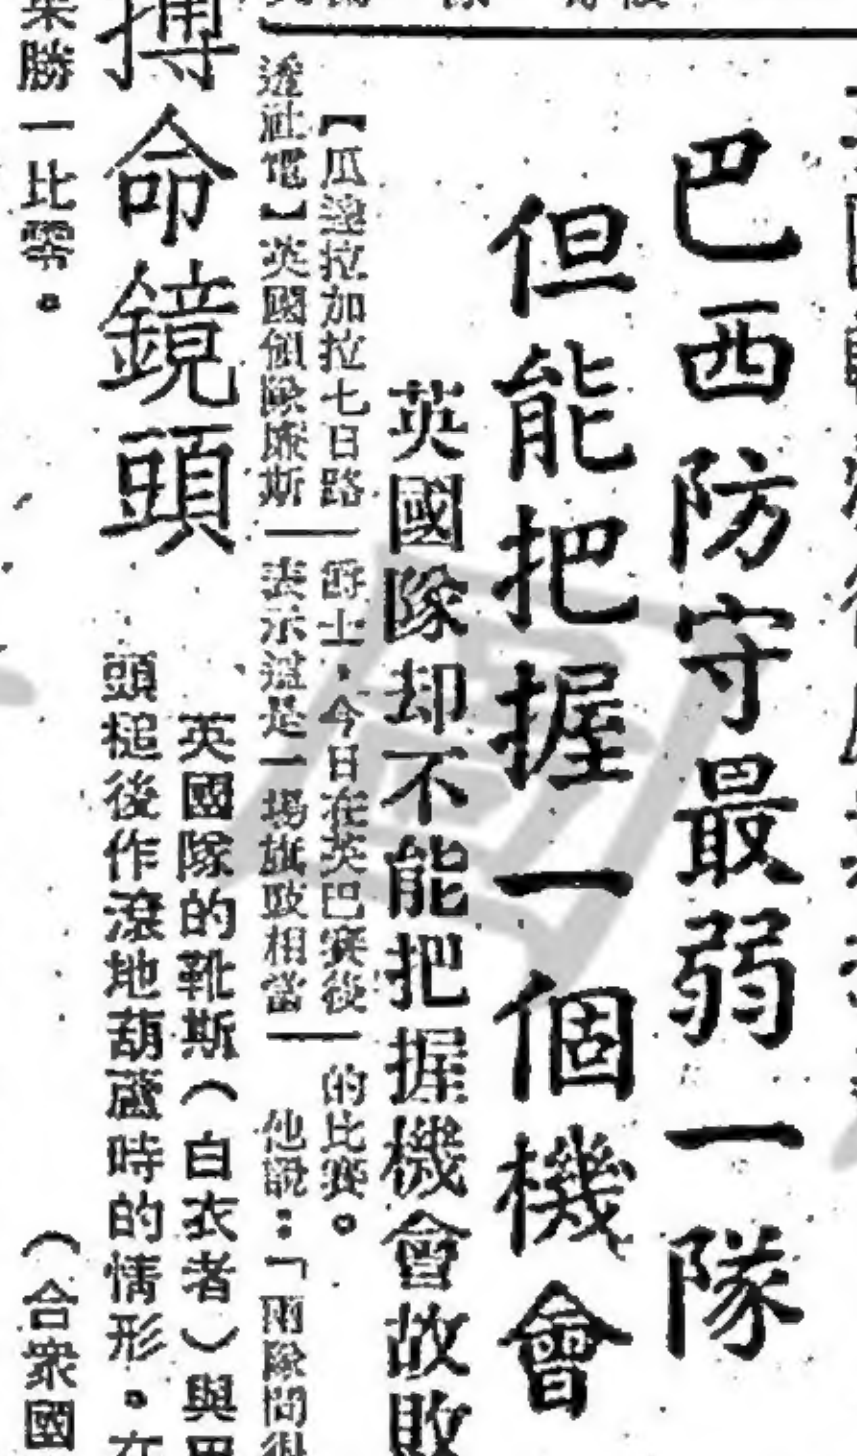 巴西防守最弱一隊
但能把握一個機會
英國隊却不能把握機會故敗
【瓜達拉加拉七日路
透社電】英國領隊廉斯
爵士,今日在英巴賽後
表示這是一場旗鼓相當
的比賽。
他說:「兩隊間很
搏命鏡頭
英國隊的靴斯(白衣者)與巴
頭槌後作滾地葫蘆時的情形。在
果勝一比零。
(合衆國